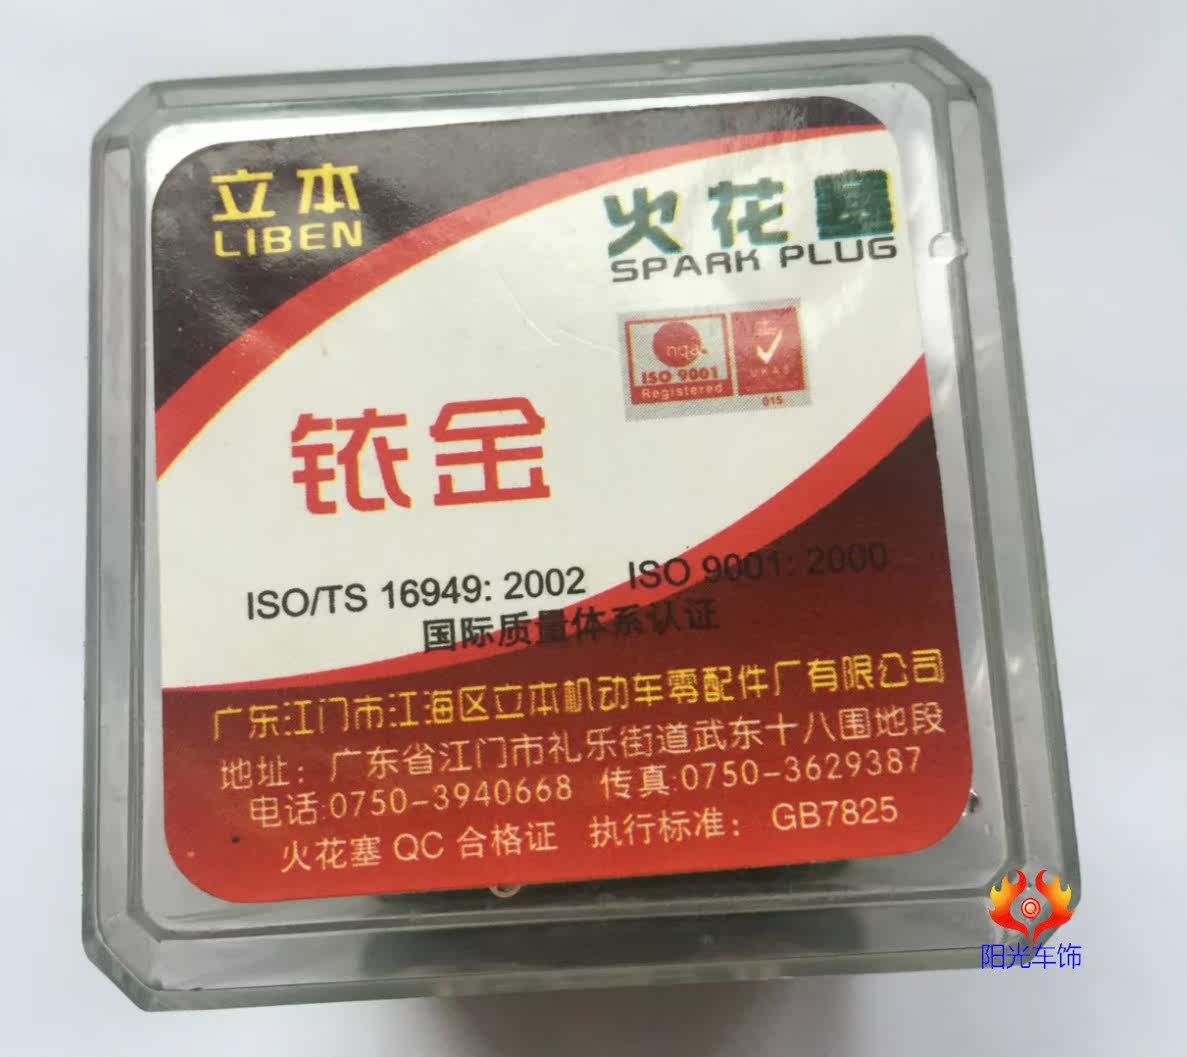 立本
LIBEN
火花塞
SPARK PLUG
nqa.
ISO 9001
Registered
UKAS
015
铱金
ISO/TS 16949: 2002 ISO 9001: 2000
国际质量体系认证
广东江门市江海区立本机动车零配件厂有限公司
地址：广东省江门市礼乐街道武东十八围地段
电话:0750-3940668 传真:0750-3629387
火花塞 QC 合格证 执行标准： GB7825
阳光车饰